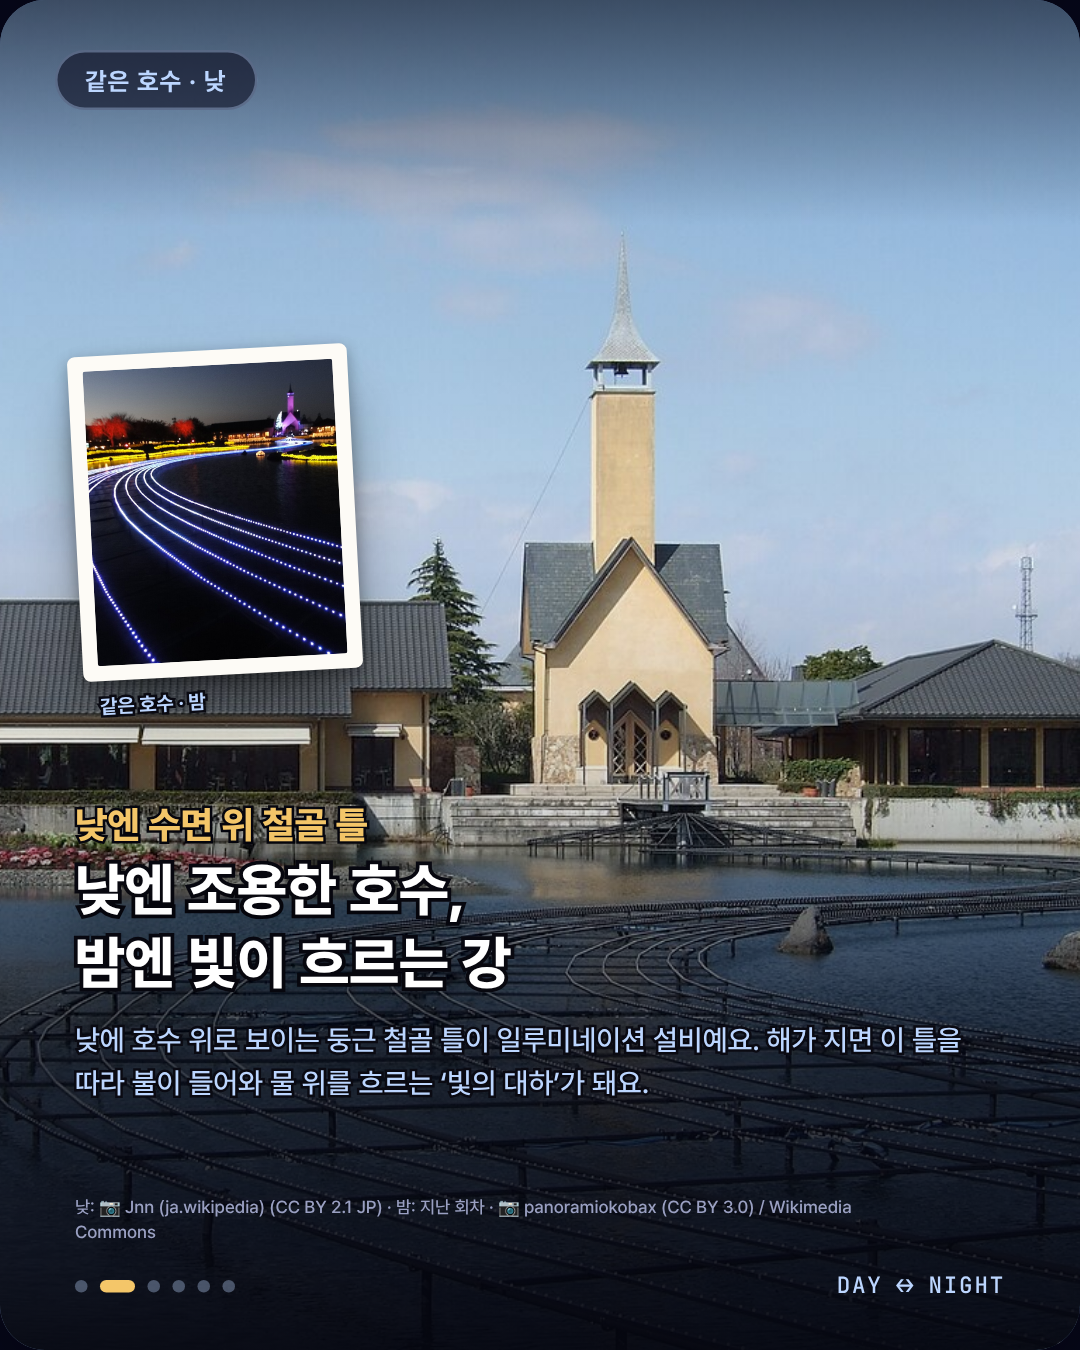 같은 호수 · 낮
같은 호수 · 밤
낮엔 수면 위 철골 틀
낮엔 조용한 호수,
밤엔 빛이 흐르는 강
낮에 호수 위로 보이는 둥근 철골 틀이 일루미네이션 설비예요. 해가 지면 이 틀을
따라 불이 들어와 물 위를 흐르는 ‘빛의 대하’가 돼요.
낮: 📷 Jnn (ja.wikipedia) (CC BY 2.1 JP) · 밤: 지난 회차 · 📷 panoramiokobax (CC BY 3.0) / Wikimedia
Commons
DAY ↔ NIGHT